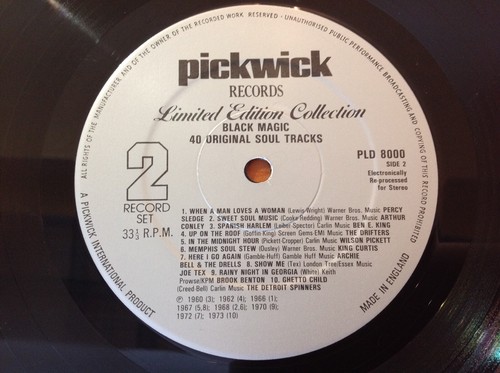 ALL RIGHTS OF THE MANUFACTURER AND OF THE OWNER OF THE RECORDED WORK RESERVED - UNAUTHORISED PUBLIC PERFORMANCE BROADCASTING AND COPYING OF THIS RECORD PROHIBITED
pickwick
RECORDS
Limited Edition Collection
BLACK MAGIC
40 ORIGINAL SOUL TRACKS
2
RECORD
SET
33⅓ R.P.M.
PLD 8000
SIDE 2
Electronically
Re-processed
for Stereo
1. WHEN A MAN LOVES A WOMAN (Lewis-Wright) Warner Bros. Music PERCY
SLEDGE 2. SWEET SOUL MUSIC (Cooke-Redding) Warner Bros. Music ARTHUR
CONLEY 3. SPANISH HARLEM (Leiber-Spector) Carlin Music BEN E. KING
4. UP ON THE ROOF (Goffin King) Screen Gems EMI Music THE DRIFTERS
5. IN THE MIDNIGHT HOUR (Pickett Cropper) Carlin Music WILSON PICKETT
6. MEMPHIS SOUL STEW (Ousley) Warner Bros. Music KING CURTIS
7. HERE I GO AGAIN (Gamble-Huff) Gamble Huff Music ARCHIE
BELL & THE DRELLS 8. SHOW ME (Tex) London Tree/Essex Music
JOE TEX 9. RAINY NIGHT IN GEORGIA (White) Keith
Prowse/KPM BROOK BENTON 10. GHETTO CHILD
(Creed-Bell) Carlin Music THE DETROIT SPINNERS
℗ 1960 (3); 1962 (4); 1966 (1);
1967 (5,8); 1968 (2,6); 1970 (9);
1972 (7); 1973 (10)
A PICKWICK INTERNATIONAL PRODUCT
MADE IN ENGLAND